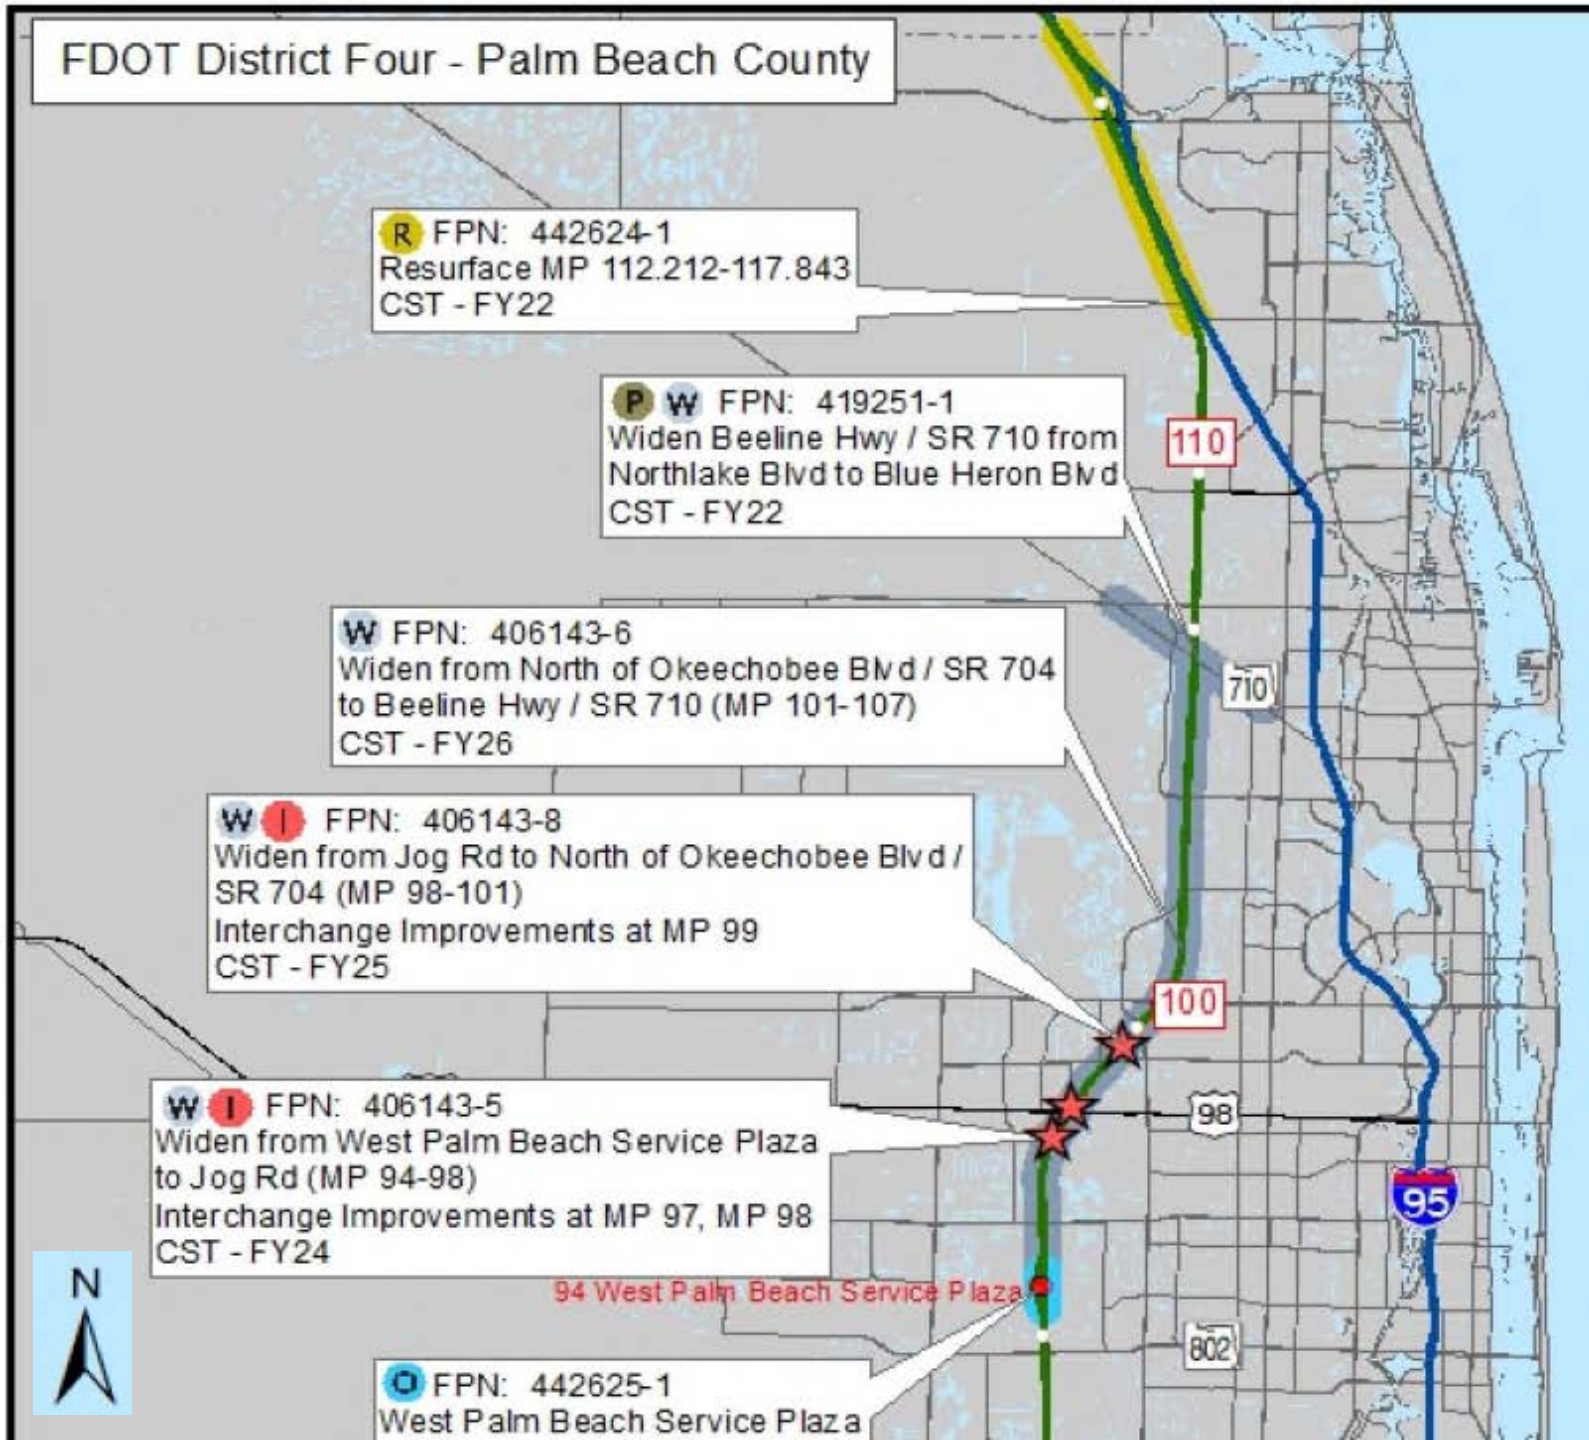 FDOT District Four - Palm Beach County
R FPN: 442624-1
Resurface MP 112.212-117.843
CST - FY22
P W FPN: 419251-1
Widen Beeline Hwy / SR 710 from
Northlake Blvd to Blue Heron Blvd
CST - FY22
110
W FPN: 406143-6
Widen from North of Okeechobee Blvd / SR 704
to Beeline Hwy / SR 710 (MP 101-107)
CST - FY26
710
W I FPN: 406143-8
Widen from Jog Rd to North of Okeechobee Blvd /
SR 704 (MP 98-101)
Interchange Improvements at MP 99
CST - FY25
100
W I FPN: 406143-5
Widen from West Palm Beach Service Plaza
to Jog Rd (MP 94-98)
Interchange Improvements at MP 97, MP 98
CST - FY24
98
95
94 West Palm Beach Service Plaza
N
802
O FPN: 442625-1
West Palm Beach Service Plaza